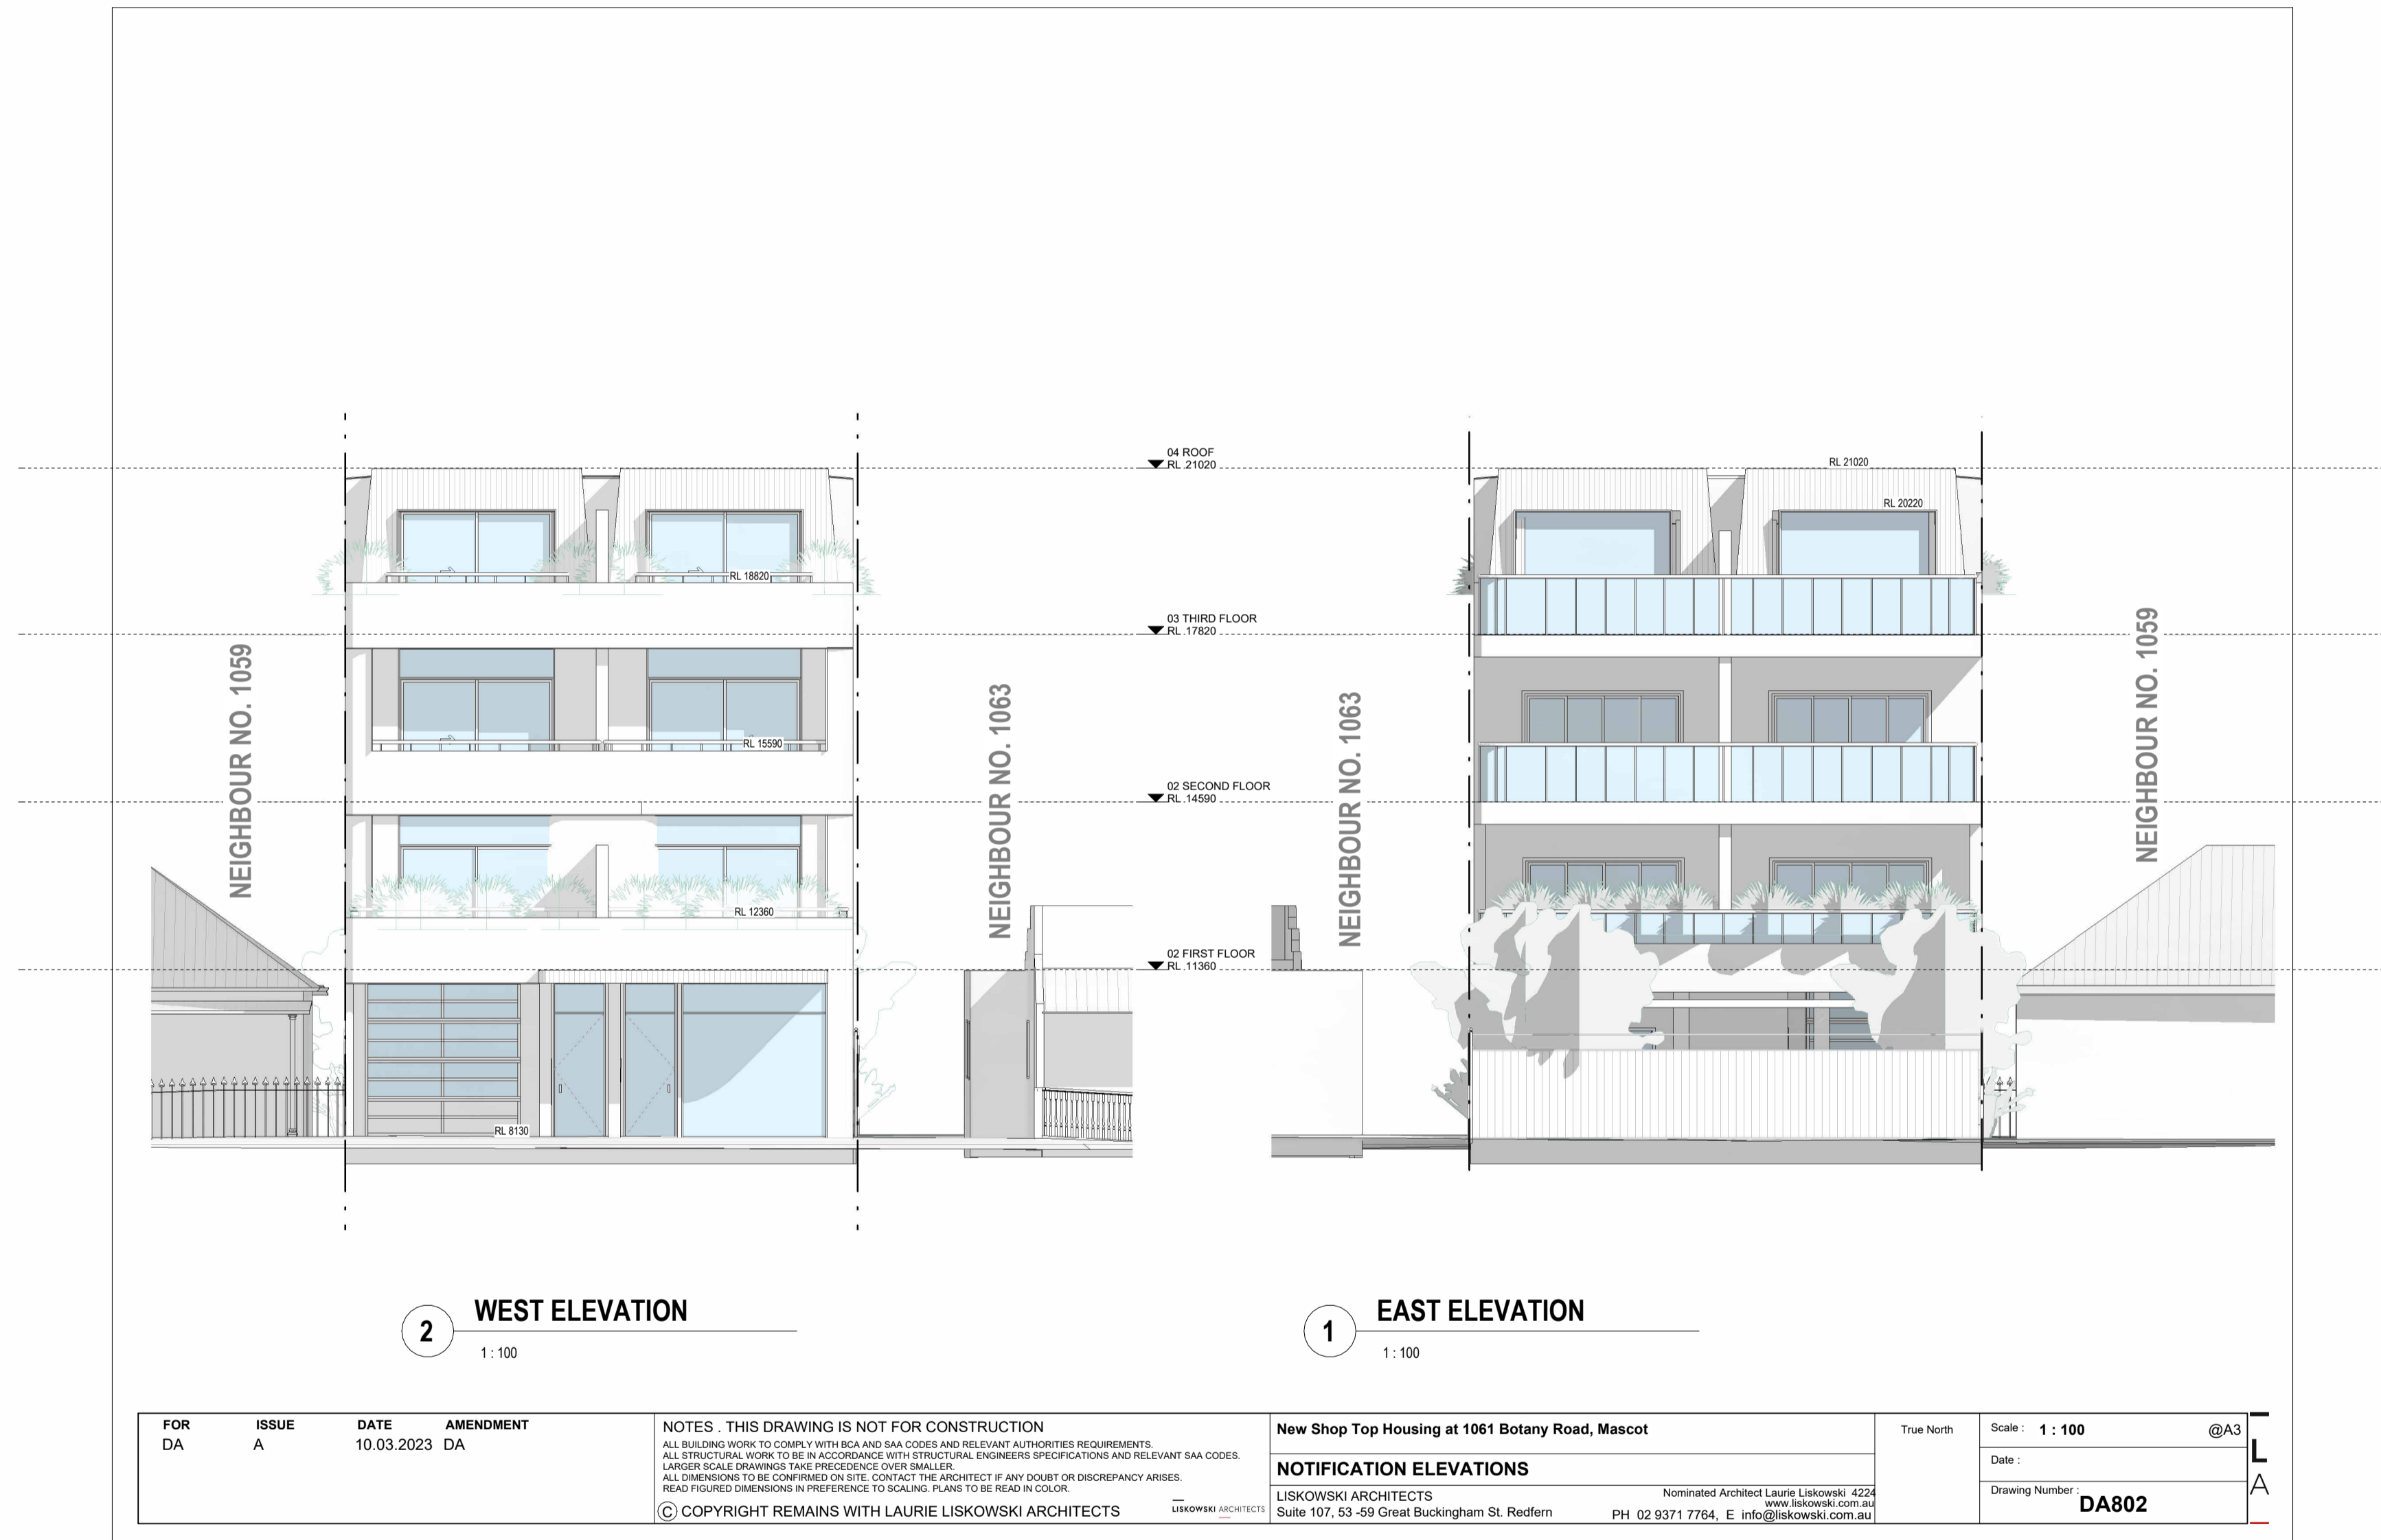 04 ROOF
RL 21020
RL 21020
RL 20220
RL 18820
03 THIRD FLOOR
RL 17820
NEIGHBOUR NO. 1059
NEIGHBOUR NO. 1063
NEIGHBOUR NO. 1063
NEIGHBOUR NO. 1059
RL 15590
02 SECOND FLOOR
RL 14590
RL 12360
02 FIRST FLOOR
RL 11360
RL 8130
2 WEST ELEVATION
1 : 100
1 EAST ELEVATION
1 : 100
FOR ISSUE DATE AMENDMENT
DA A 10.03.2023 DA
NOTES . THIS DRAWING IS NOT FOR CONSTRUCTION
ALL BUILDING WORK TO COMPLY WITH BCA AND SAA CODES AND RELEVANT AUTHORITIES REQUIREMENTS.
ALL STRUCTURAL WORK TO BE IN ACCORDANCE WITH STRUCTURAL ENGINEERS SPECIFICATIONS AND RELEVANT SAA CODES.
LARGER SCALE DRAWINGS TAKE PRECEDENCE OVER SMALLER.
ALL DIMENSIONS TO BE CONFIRMED ON SITE. CONTACT THE ARCHITECT IF ANY DOUBT OR DISCREPANCY ARISES.
READ FIGURED DIMENSIONS IN PREFERENCE TO SCALING. PLANS TO BE READ IN COLOR.
© COPYRIGHT REMAINS WITH LAURIE LISKOWSKI ARCHITECTS
LISKOWSKI ARCHITECTS
New Shop Top Housing at 1061 Botany Road, Mascot
NOTIFICATION ELEVATIONS
LISKOWSKI ARCHITECTS
Suite 107, 53 -59 Great Buckingham St. Redfern
Nominated Architect Laurie Liskowski 4224
www.liskowski.com.au
PH 02 9371 7764, E info@liskowski.com.au
True North
Scale : 1 : 100 @A3
Date :
Drawing Number : DA802
L
A